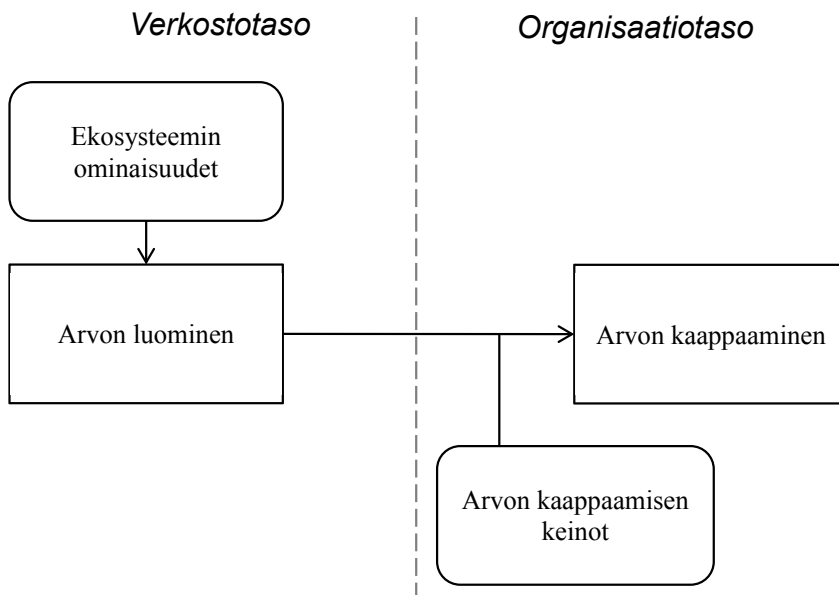 Verkostotaso
Organisaatiotaso
Ekosysteemin
ominaisuudet
Arvon luominen
Arvon kaappaaminen
Arvon kaappaamisen
keinot